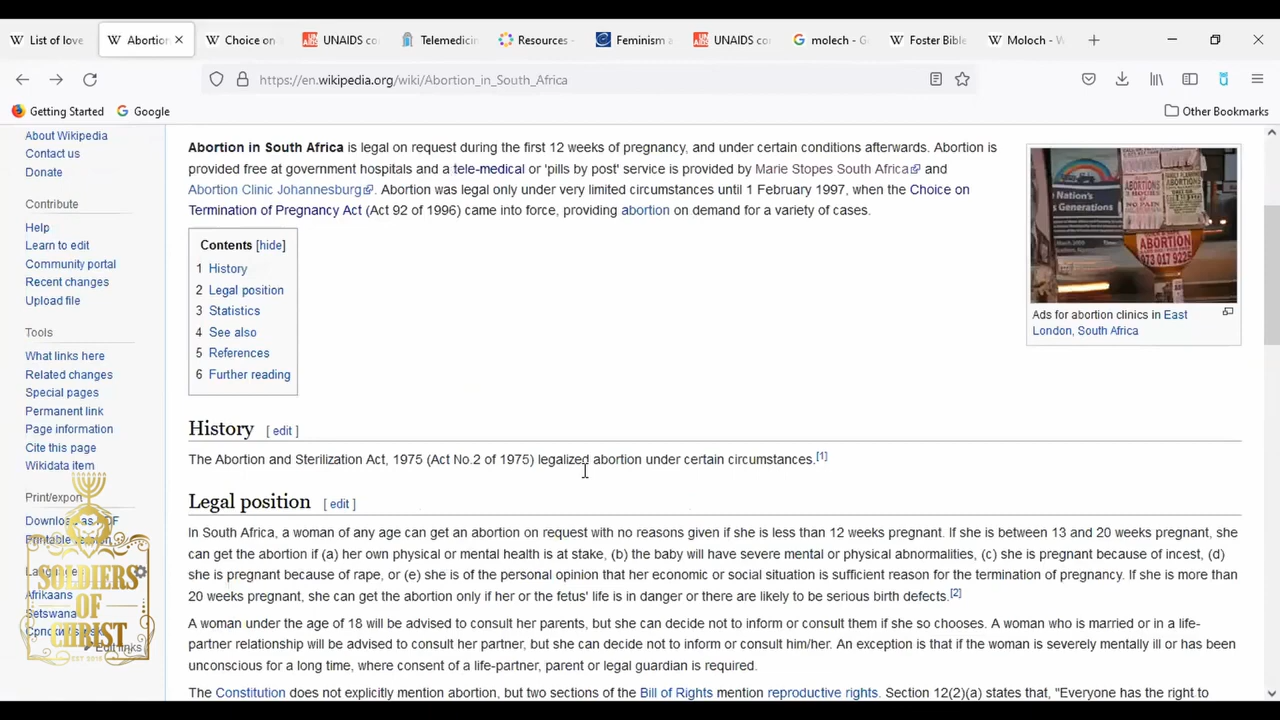 List of love
Abortion
Choice on
UNAIDS co
Telemedicin
Resources -
Feminism a
UNAIDS co
molech - G
Foster Bible
Moloch - W
https://en.wikipedia.org/wiki/Abortion_in_South_Africa
Getting Started
Google
Other Bookmarks
About Wikipedia
Contact us
Donate
Contribute
Help
Learn to edit
Community portal
Recent changes
Upload file
Tools
What links here
Related changes
Special pages
Permanent link
Page information
Cite this page
Wikidata item
Print/export
Download as PDF
Printable version
Afrikaans
Setswana
Edit links
SOLDIERS
OF
CHRIST
Abortion in South Africa is legal on request during the first 12 weeks of pregnancy, and under certain conditions afterwards. Abortion is
provided free at government hospitals and a tele-medical or 'pills by post' service is provided by Marie Stopes South Africa and
Abortion Clinic Johannesburg. Abortion was legal only under very limited circumstances until 1 February 1997, when the Choice on
Termination of Pregnancy Act (Act 92 of 1996) came into force, providing abortion on demand for a variety of cases.
Contents [hide]
1 History
2 Legal position
3 Statistics
4 See also
5 References
6 Further reading
Nation's
Generations
ABORTION
073 017 9225
Ads for abortion clinics in East
London, South Africa
History [ edit ]
The Abortion and Sterilization Act, 1975 (Act No.2 of 1975) legalized abortion under certain circumstances.[1]
Legal position [ edit ]
In South Africa, a woman of any age can get an abortion on request with no reasons given if she is less than 12 weeks pregnant. If she is between 13 and 20 weeks pregnant, she
can get the abortion if (a) her own physical or mental health is at stake, (b) the baby will have severe mental or physical abnormalities, (c) she is pregnant because of incest, (d)
she is pregnant because of rape, or (e) she is of the personal opinion that her economic or social situation is sufficient reason for the termination of pregnancy. If she is more than
20 weeks pregnant, she can get the abortion only if her or the fetus' life is in danger or there are likely to be serious birth defects.[2]
A woman under the age of 18 will be advised to consult her parents, but she can decide not to inform or consult them if she so chooses. A woman who is married or in a life-
partner relationship will be advised to consult her partner, but she can decide not to inform or consult him/her. An exception is that if the woman is severely mentally ill or has been
unconscious for a long time, where consent of a life-partner, parent or legal guardian is required.
The Constitution does not explicitly mention abortion, but two sections of the Bill of Rights mention reproductive rights. Section 12(2)(a) states that, "Everyone has the right to